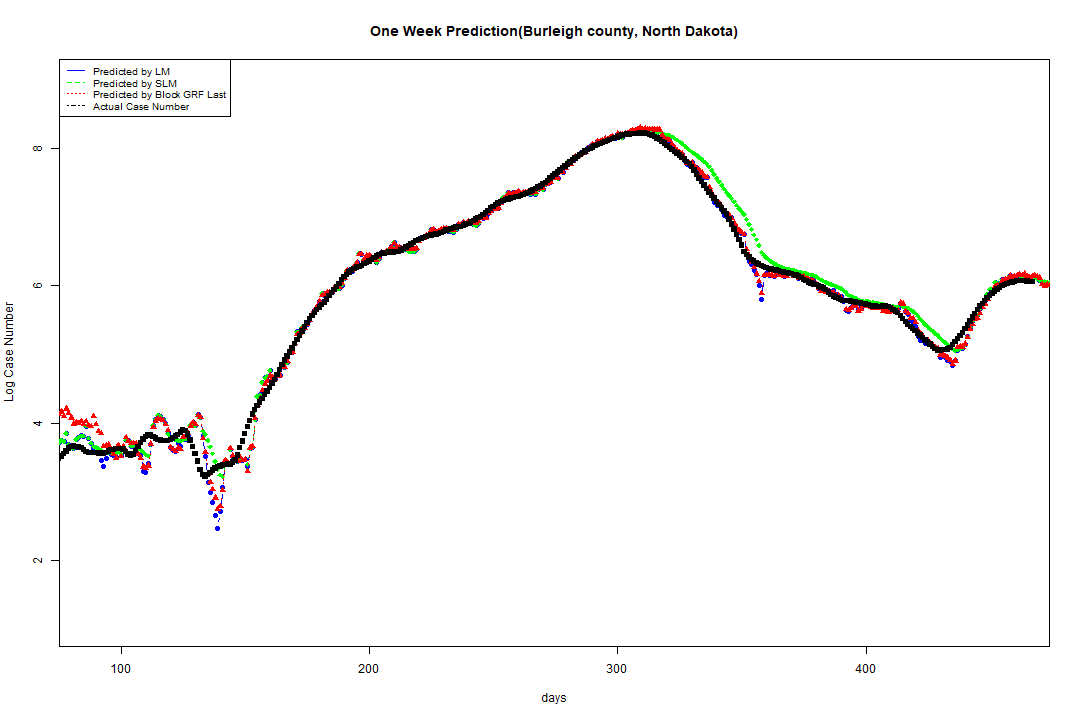 One Week Prediction(Burleigh county, North Dakota)
Predicted by LM
Predicted by SLM
Predicted by Block GRF Last
Actual Case Number
8
6
4
2
Log Case Number
100 200 300 400
days